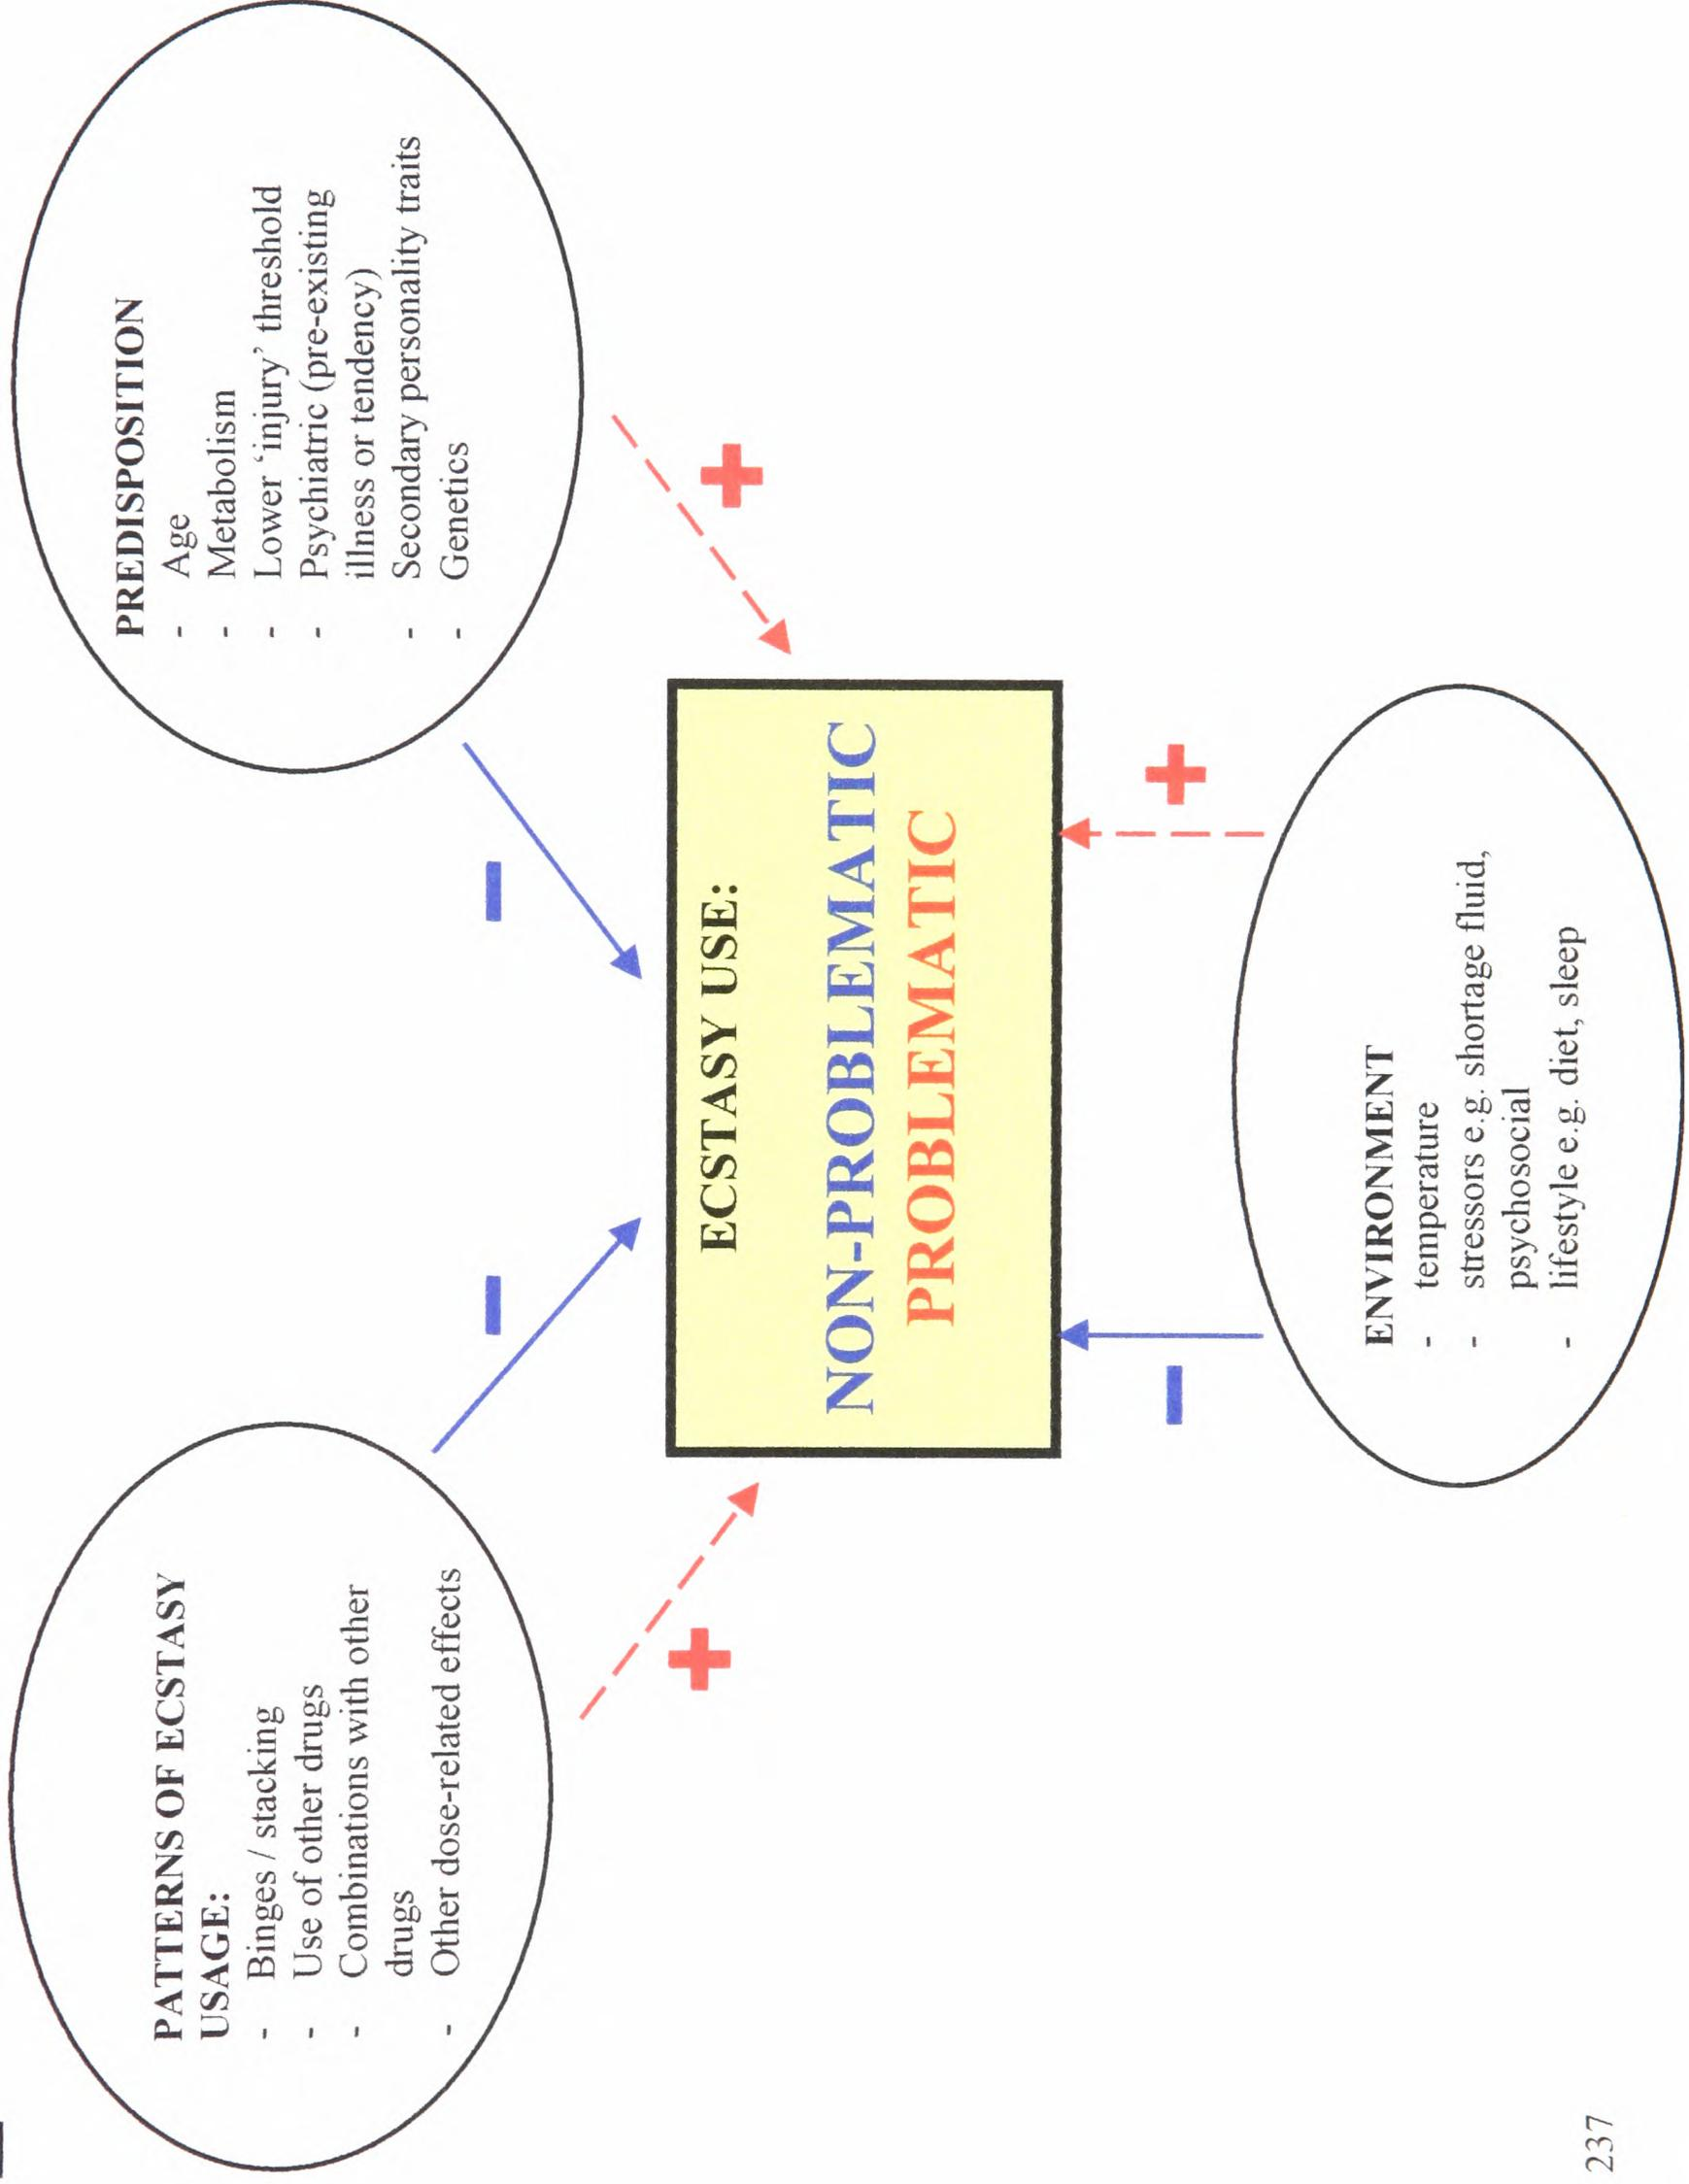 PATTERNS OF ECSTASY
USAGE:
- Binges / stacking
- Use of other drugs
- Combinations with other
drugs
- Other dose-related effects
PREDISPOSITION
- Age
- Metabolism
- Lower ‘injury’ threshold
- Psychiatric (pre-existing
illness or tendency)
- Secondary personality traits
- Genetics
−
−
+
+
ECSTASY USE:
NON-PROBLEMATIC
PROBLEMATIC
−
+
ENVIRONMENT
- temperature
- stressors e.g. shortage fluid,
psychosocial
- lifestyle e.g. diet, sleep
237